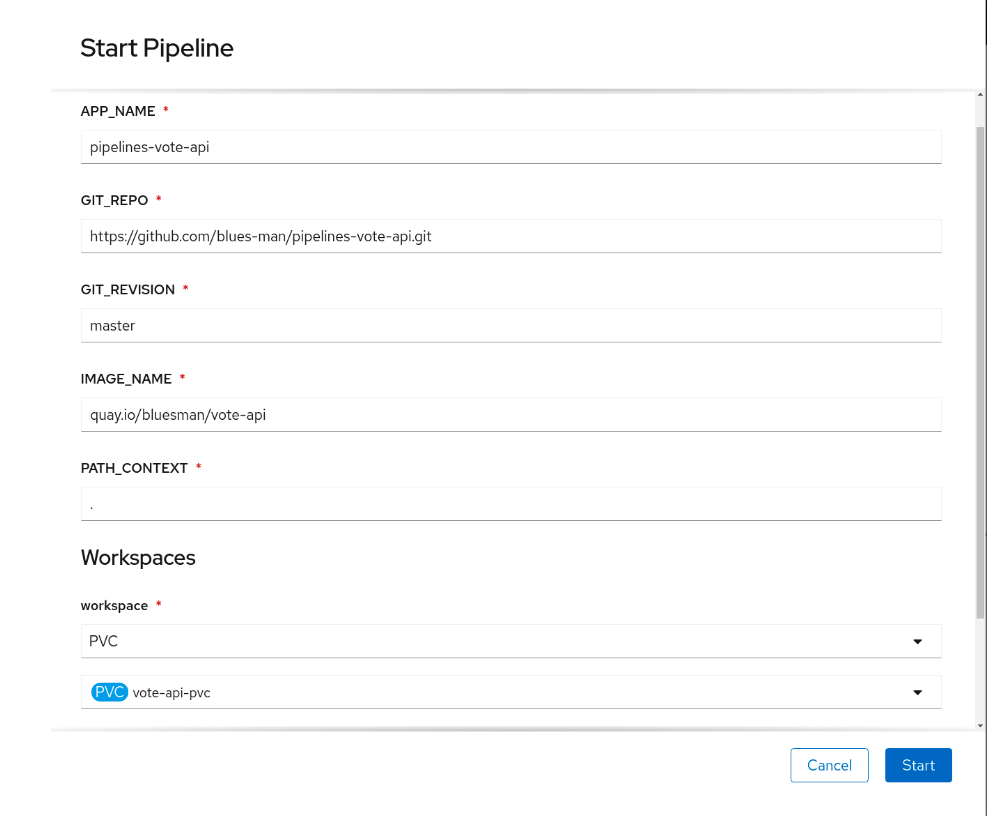 Start Pipeline
APP_NAME *
pipelines-vote-api
GIT_REPO *
https://github.com/blues-man/pipelines-vote-api.git
GIT_REVISION *
master
IMAGE_NAME *
quay.io/bluesman/vote-api
PATH_CONTEXT *
.
Workspaces
workspace *
PVC
PVC vote-api-pvc
Cancel Start